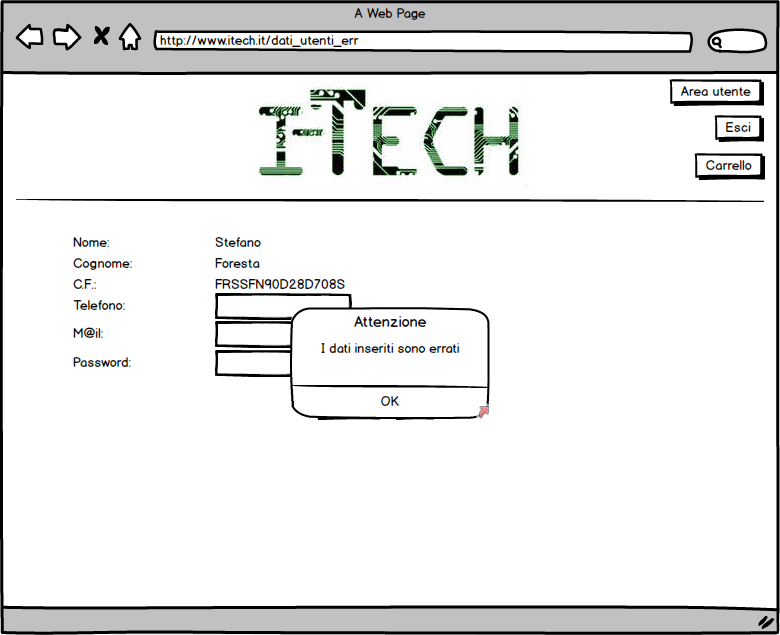 A Web Page
http://www.itech.it/dati_utenti_err
I-TECH
Area utente
Esci
Carrello
Nome: Stefano
Cognome: Foresta
C.F.: FRSSFN90D28D708S
Telefono:
M@il:
Password:
Attenzione
I dati inseriti sono errati
OK